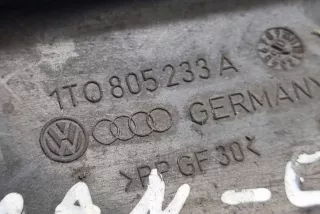 1T0 805 233 A
GERMANY
>PP GF 30<